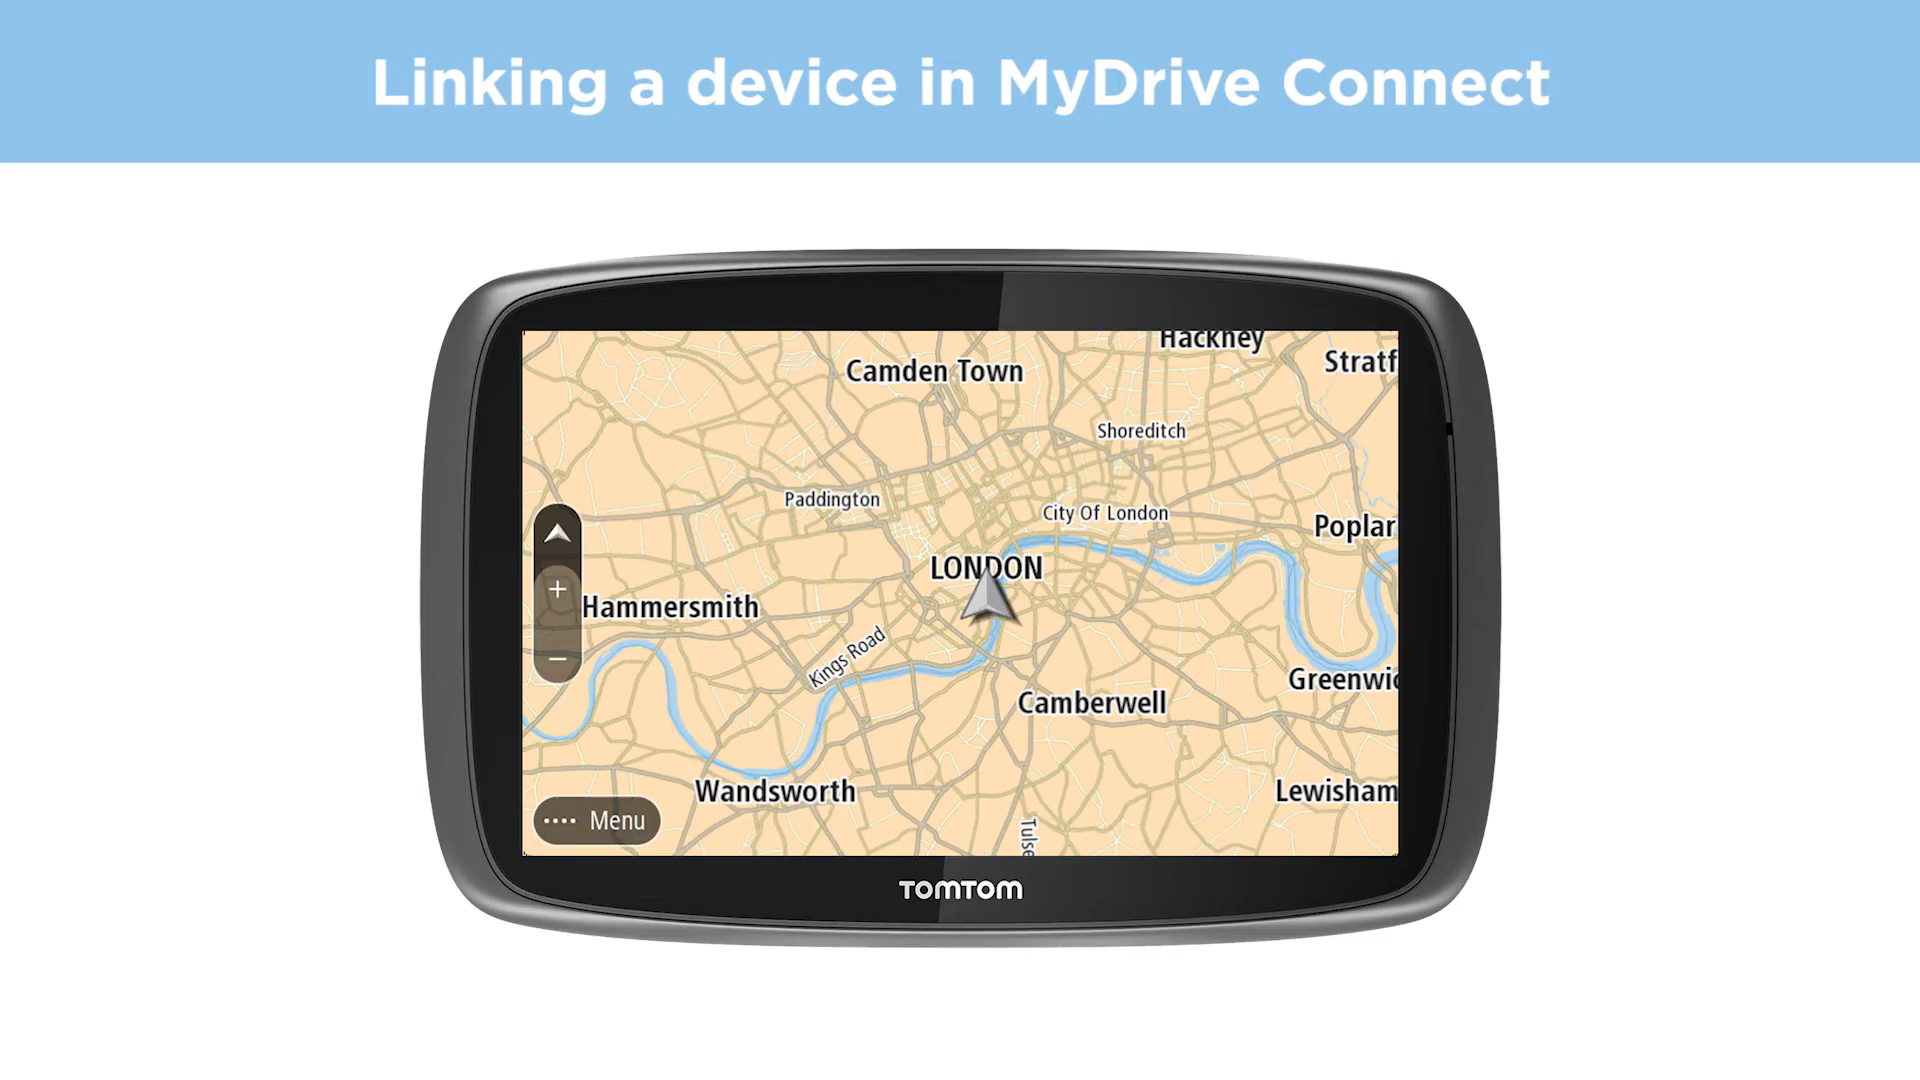 Linking a device in MyDrive Connect
Hackney
Camden Town
Stratf
Shoreditch
Paddington
City Of London
Poplar
LONDON
+
Hammersmith
Kings Road
−
Greenwic
Camberwell
Wandsworth
Lewisham
.... Menu
Tulse
TOMTOM